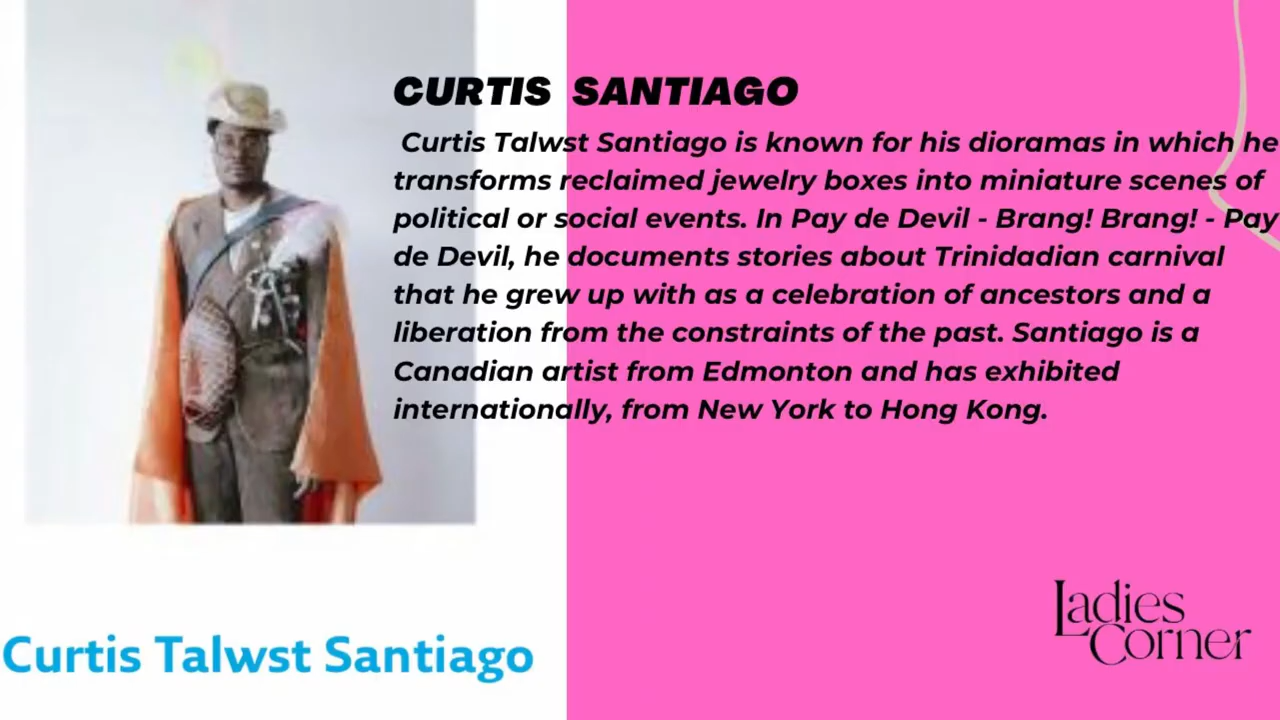 CURTIS SANTIAGO
Curtis Talwst Santiago is known for his dioramas in which he
transforms reclaimed jewelry boxes into miniature scenes of
political or social events. In Pay de Devil - Brang! Brang! - Pay
de Devil, he documents stories about Trinidadian carnival
that he grew up with as a celebration of ancestors and a
liberation from the constraints of the past. Santiago is a
Canadian artist from Edmonton and has exhibited
internationally, from New York to Hong Kong.
Curtis Talwst Santiago
Ladies
Corner